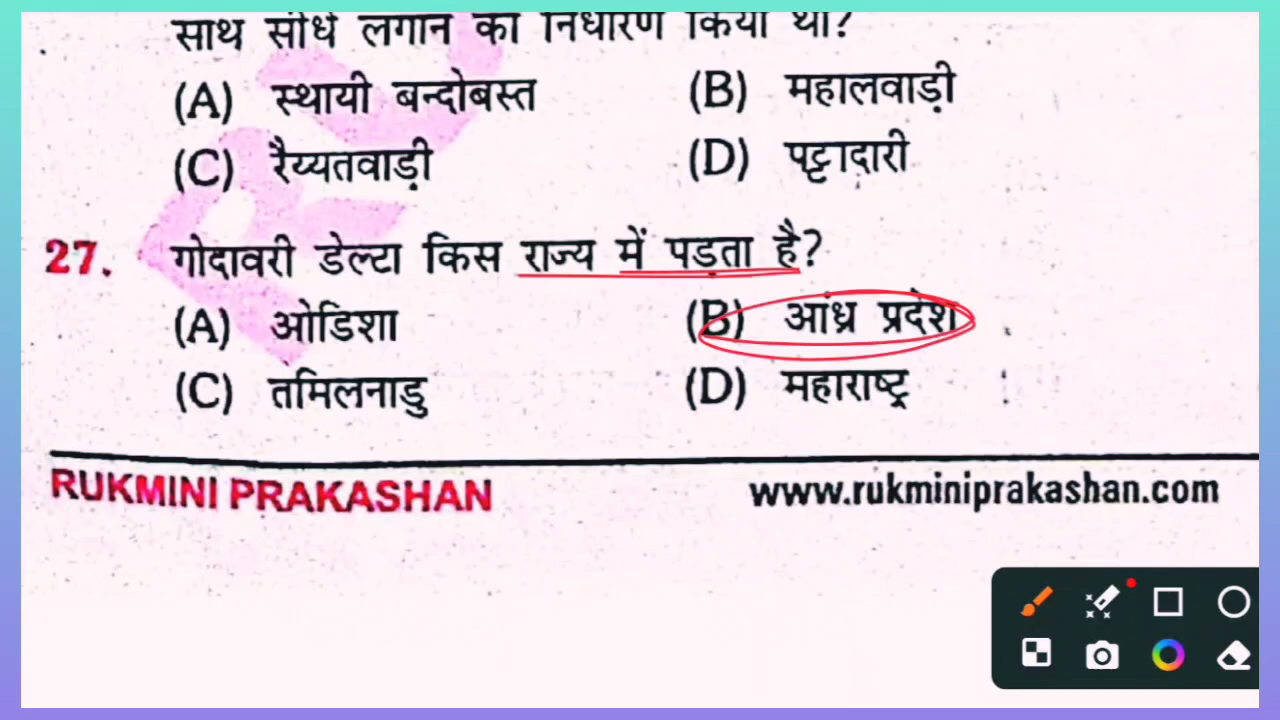 साथ सीधे लगान का निर्धारण किया था?
(A) स्थायी बन्दोबस्त (B) महालवाड़ी
(C) रैय्यतवाड़ी (D) पट्टादारी
27. गोदावरी डेल्टा किस राज्य में पड़ता है?
(A) ओडिशा (B) आंध्र प्रदेश
(C) तमिलनाडु (D) महाराष्ट्र
RUKMINI PRAKASHAN www.rukminiprakashan.com